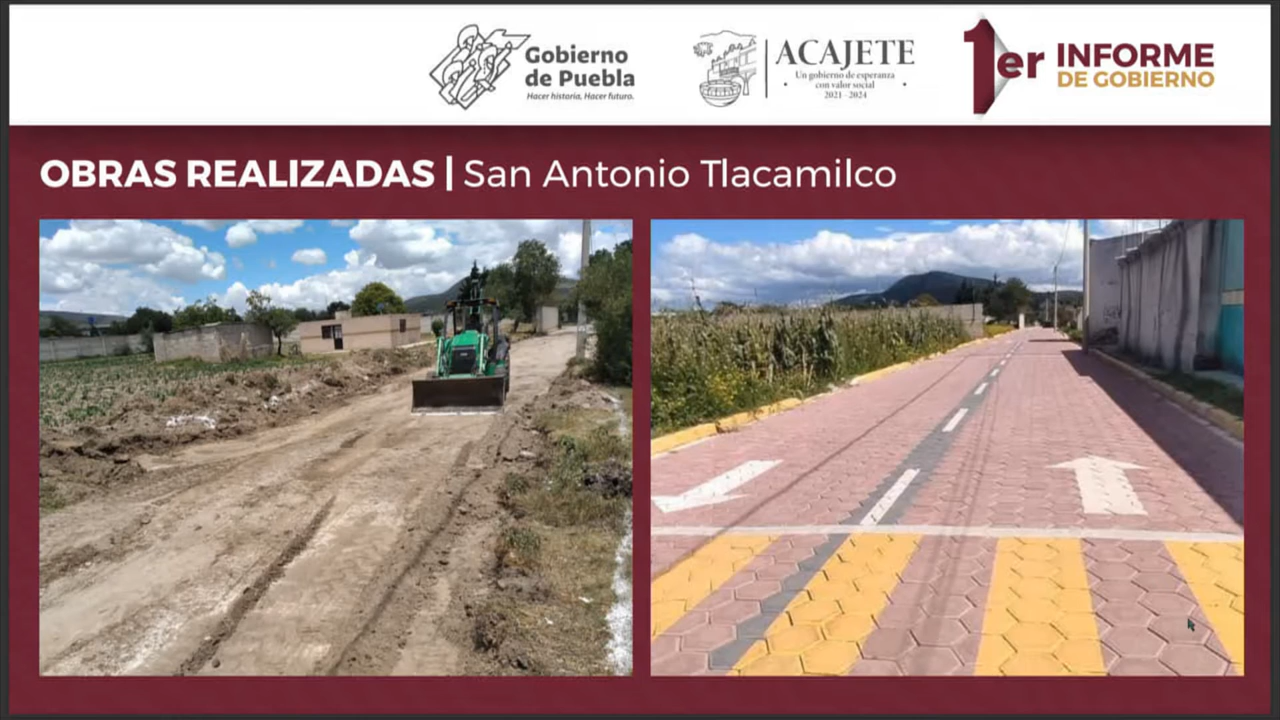 Gobierno
de Puebla
Hacer historia, Hacer futuro.
ACAJETE
Un gobierno de esperanza
con valor social
2021 - 2024
1er INFORME
DE GOBIERNO
OBRAS REALIZADAS | San Antonio Tlacamilco